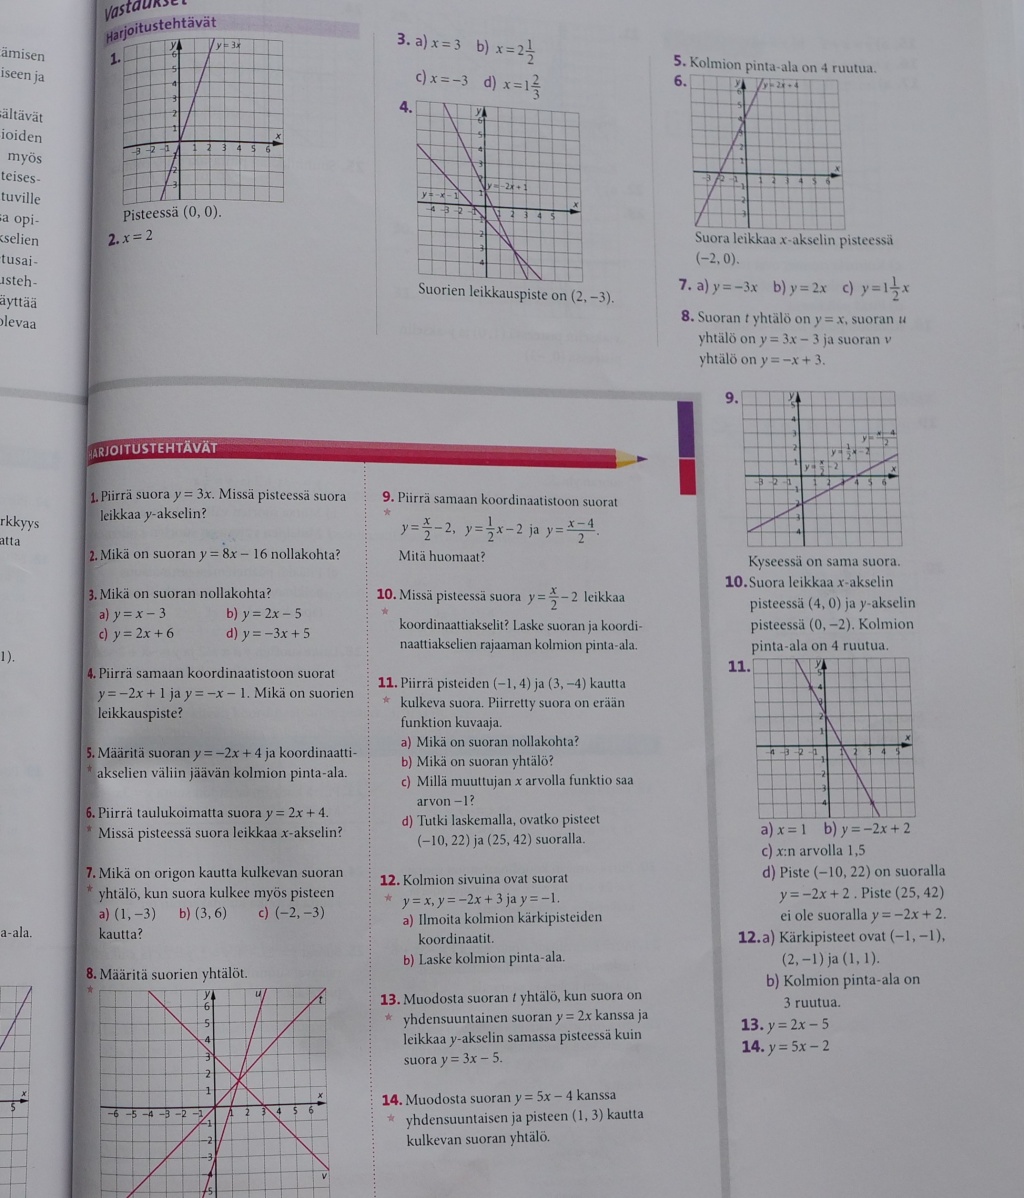 Vastaukset
Harjoitustehtävät
1.
y = 3x
Pisteessä (0, 0).
2. x = 2
3. a) x = 3 b) x = 2 1/2
c) x = −3 d) x = 1 2/3
4.
y = −2x + 1
y = −x − 1
Suorien leikkauspiste on (2, −3).
5. Kolmion pinta-ala on 4 ruutua.
6.
y = 2x + 4
Suora leikkaa x-akselin pisteessä
(−2, 0).
7. a) y = −3x b) y = 2x c) y = 1 1/2 x
8. Suoran t yhtälö on y = x, suoran u
yhtälö on y = 3x − 3 ja suoran v
yhtälö on y = −x + 3.
ämisen
iseen ja
sältävät
ioiden
myös
teises-
tuville
sa opi-
kselien
tusai-
usteh-
äyttää
olevaa
rkkyys
atta
1).
a-ala.
HARJOITUSTEHTÄVÄT
1. Piirrä suora y = 3x. Missä pisteessä suora
leikkaa y-akselin?
2. Mikä on suoran y = 8x − 16 nollakohta?
3. Mikä on suoran nollakohta?
a) y = x − 3 b) y = 2x − 5
c) y = 2x + 6 d) y = −3x + 5
4. Piirrä samaan koordinaatistoon suorat
y = −2x + 1 ja y = −x − 1. Mikä on suorien
leikkauspiste?
5. Määritä suoran y = −2x + 4 ja koordinaatti-
* akselien väliin jäävän kolmion pinta-ala.
6. Piirrä taulukoimatta suora y = 2x + 4.
* Missä pisteessä suora leikkaa x-akselin?
7. Mikä on origon kautta kulkevan suoran
* yhtälö, kun suora kulkee myös pisteen
a) (1, −3) b) (3, 6) c) (−2, −3)
kautta?
8. Määritä suorien yhtälöt.
*
y u t
x
v
9. Piirrä samaan koordinaatistoon suorat
*
y = x/2 − 2, y = 1/2 x − 2 ja y = (x − 4)/2.
Mitä huomaat?
10. Missä pisteessä suora y = x/2 − 2 leikkaa
*
koordinaattiakselit? Laske suoran ja koordi-
naattiakselien rajaaman kolmion pinta-ala.
11. Piirrä pisteiden (−1, 4) ja (3, −4) kautta
* kulkeva suora. Piirretty suora on erään
funktion kuvaaja.
a) Mikä on suoran nollakohta?
b) Mikä on suoran yhtälö?
c) Millä muuttujan x arvolla funktio saa
arvon −1?
d) Tutki laskemalla, ovatko pisteet
(−10, 22) ja (25, 42) suoralla.
12. Kolmion sivuina ovat suorat
* y = x, y = −2x + 3 ja y = −1.
a) Ilmoita kolmion kärkipisteiden
koordinaatit.
b) Laske kolmion pinta-ala.
13. Muodosta suoran t yhtälö, kun suora on
* yhdensuuntainen suoran y = 2x kanssa ja
leikkaa y-akselin samassa pisteessä kuin
suora y = 3x − 5.
14. Muodosta suoran y = 5x − 4 kanssa
* yhdensuuntaisen ja pisteen (1, 3) kautta
kulkevan suoran yhtälö.
9.
y = (x − 4)/2
y = 1/2 x − 2
y = x/2 − 2
Kyseessä on sama suora.
10. Suora leikkaa x-akselin
pisteessä (4, 0) ja y-akselin
pisteessä (0, −2). Kolmion
pinta-ala on 4 ruutua.
11.
a) x = 1 b) y = −2x + 2
c) x:n arvolla 1,5
d) Piste (−10, 22) on suoralla
y = −2x + 2 . Piste (25, 42)
ei ole suoralla y = −2x + 2.
12. a) Kärkipisteet ovat (−1, −1),
(2, −1) ja (1, 1).
b) Kolmion pinta-ala on
3 ruutua.
13. y = 2x − 5
14. y = 5x − 2